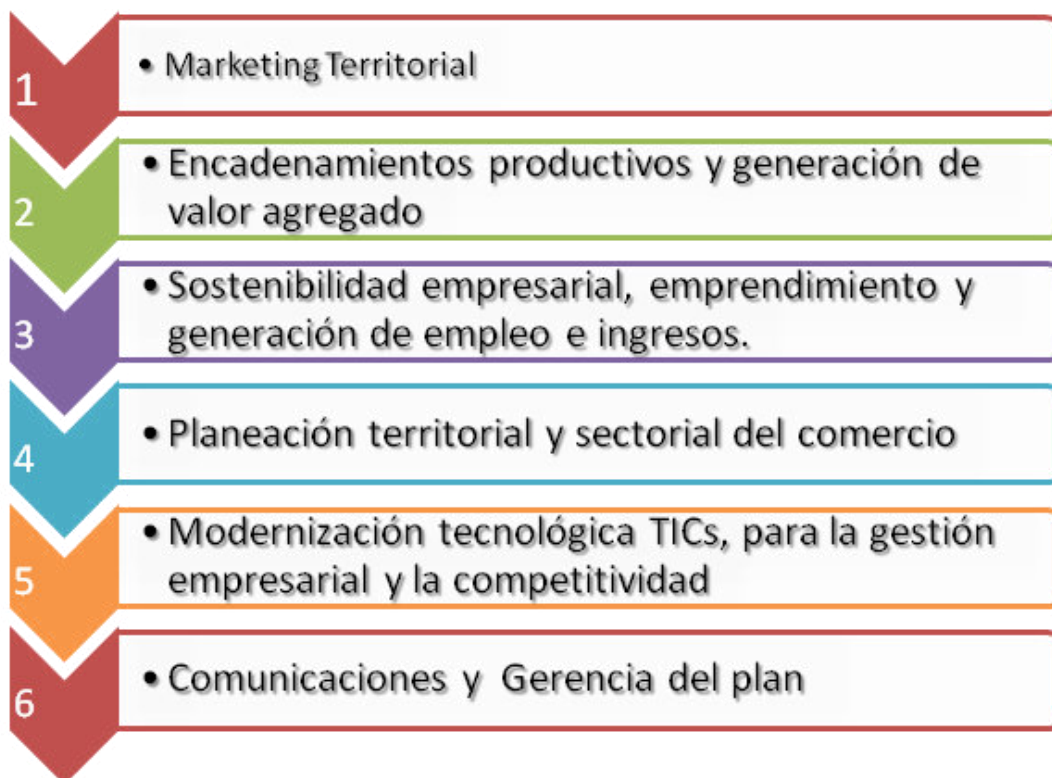 1
• Marketing Territorial
2
• Encadenamientos productivos y generación de
valor agregado
3
• Sostenibilidad empresarial, emprendimiento y
generación de empleo e ingresos.
4
• Planeación territorial y sectorial del comercio
5
• Modernización tecnológica TICs, para la gestión
empresarial y la competitividad
6
• Comunicaciones y Gerencia del plan